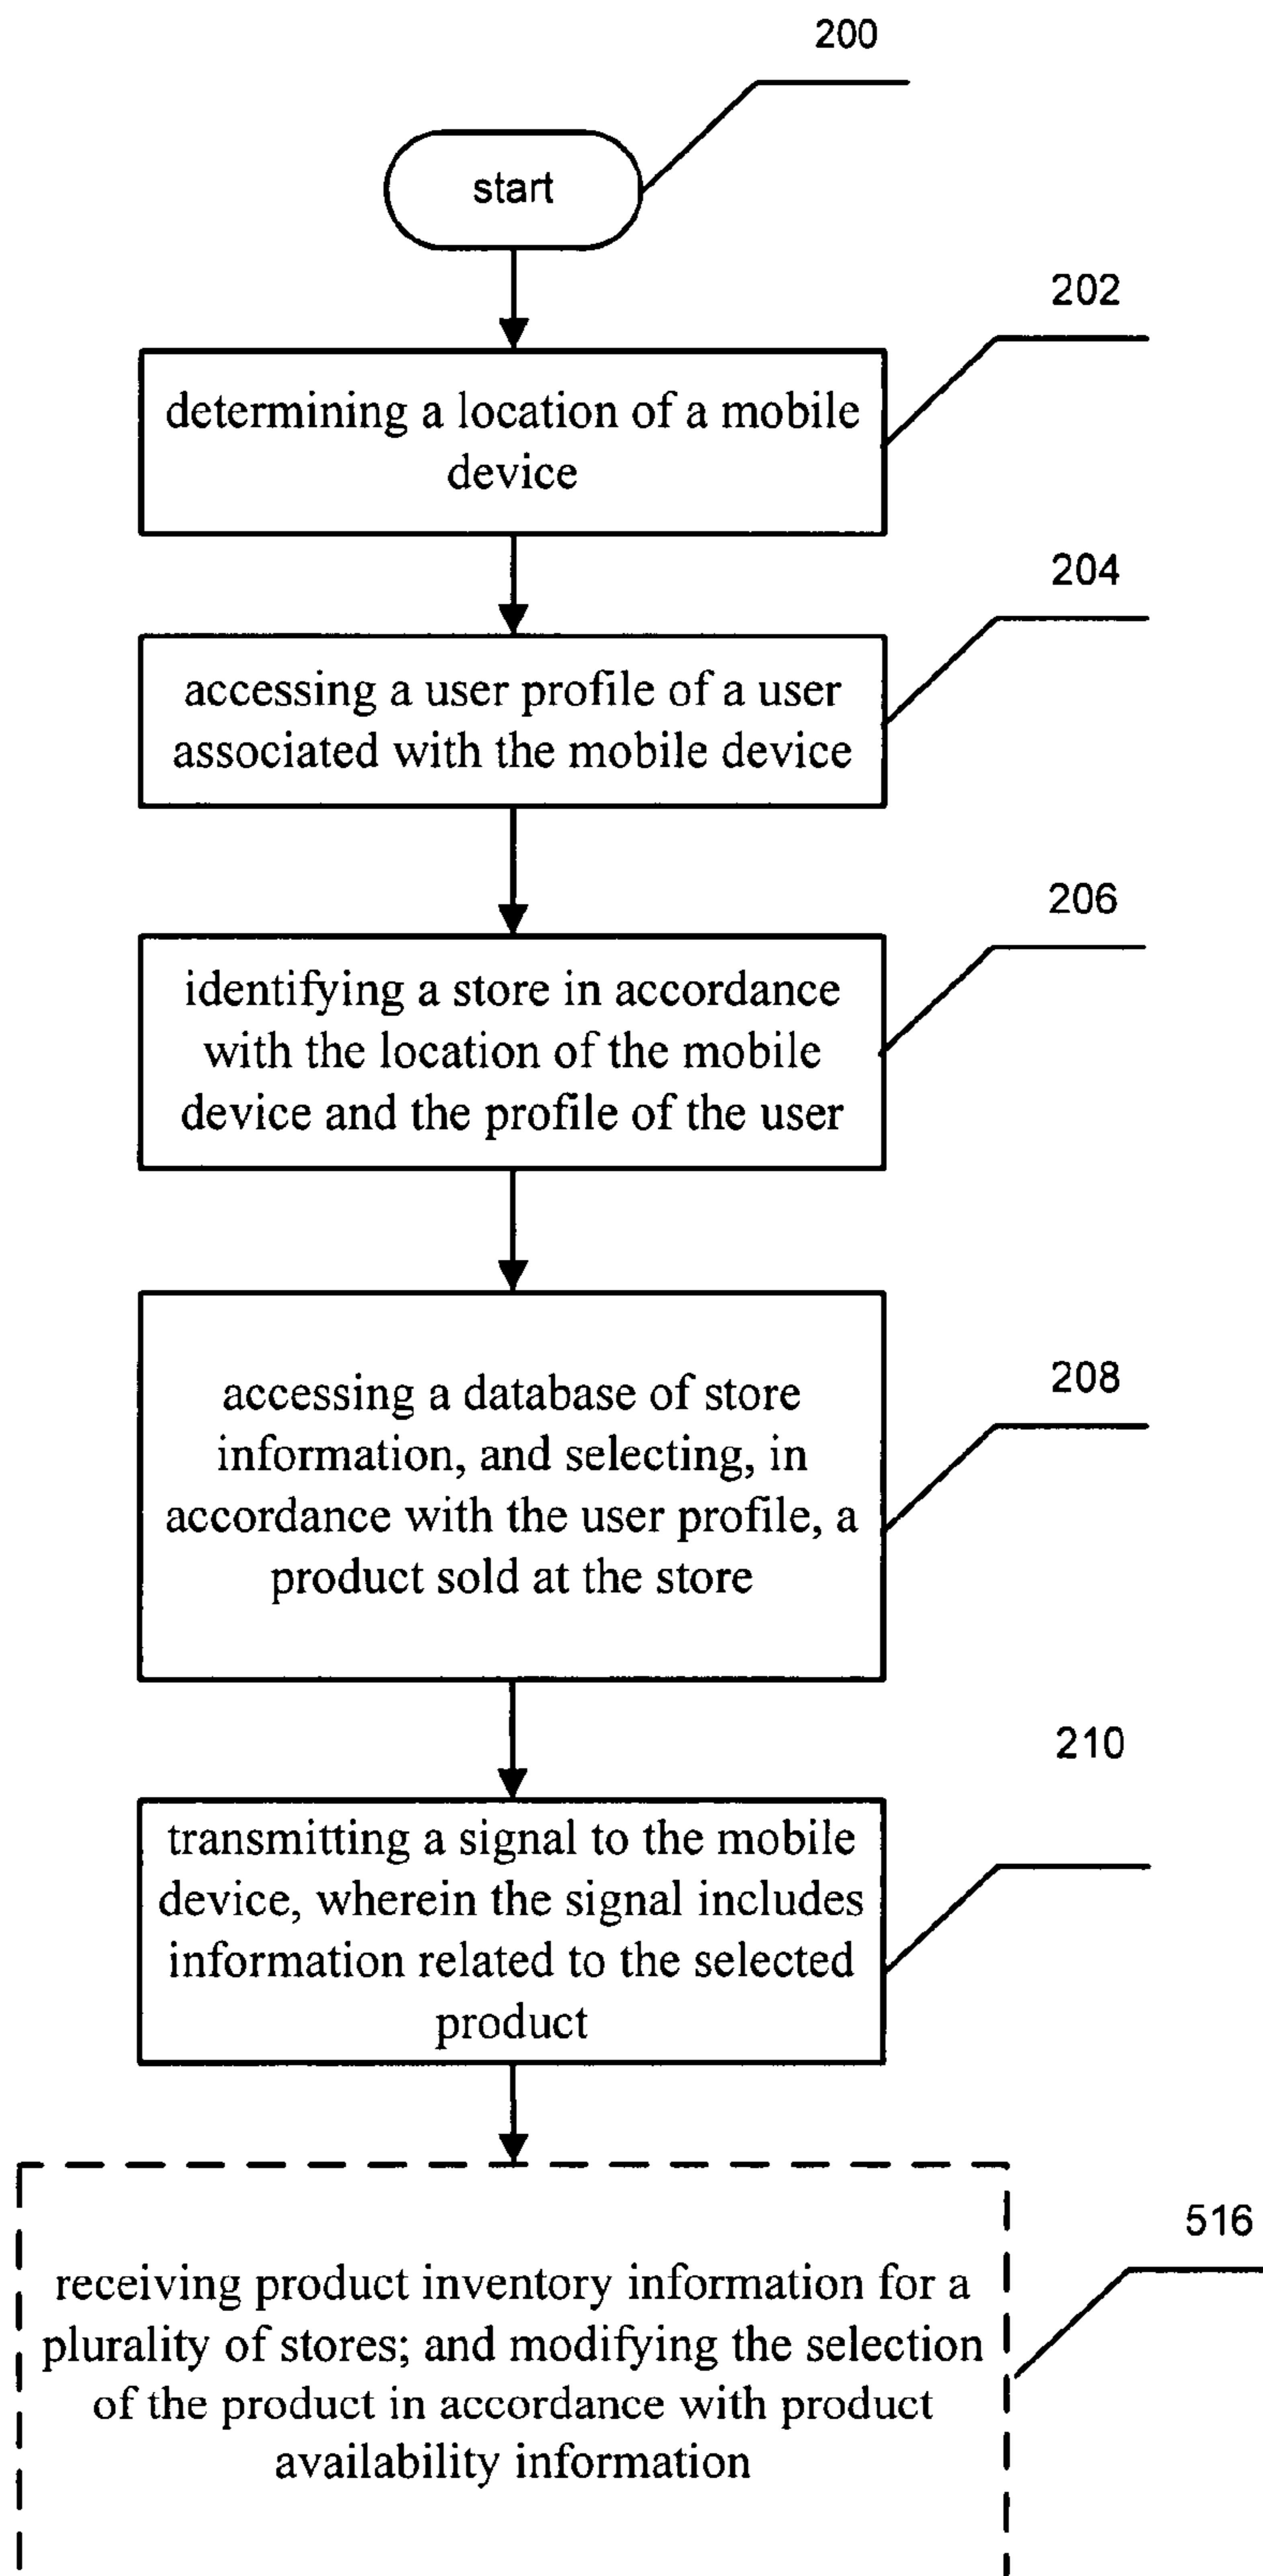 200
start
202
determining a location of a mobile
device
204
accessing a user profile of a user
associated with the mobile device
206
identifying a store in accordance
with the location of the mobile
device and the profile of the user
208
accessing a database of store
information, and selecting, in
accordance with the user profile, a
product sold at the store
210
transmitting a signal to the mobile
device, wherein the signal includes
information related to the selected
product
516
receiving product inventory information for a
plurality of stores; and modifying the selection
of the product in accordance with product
availability information